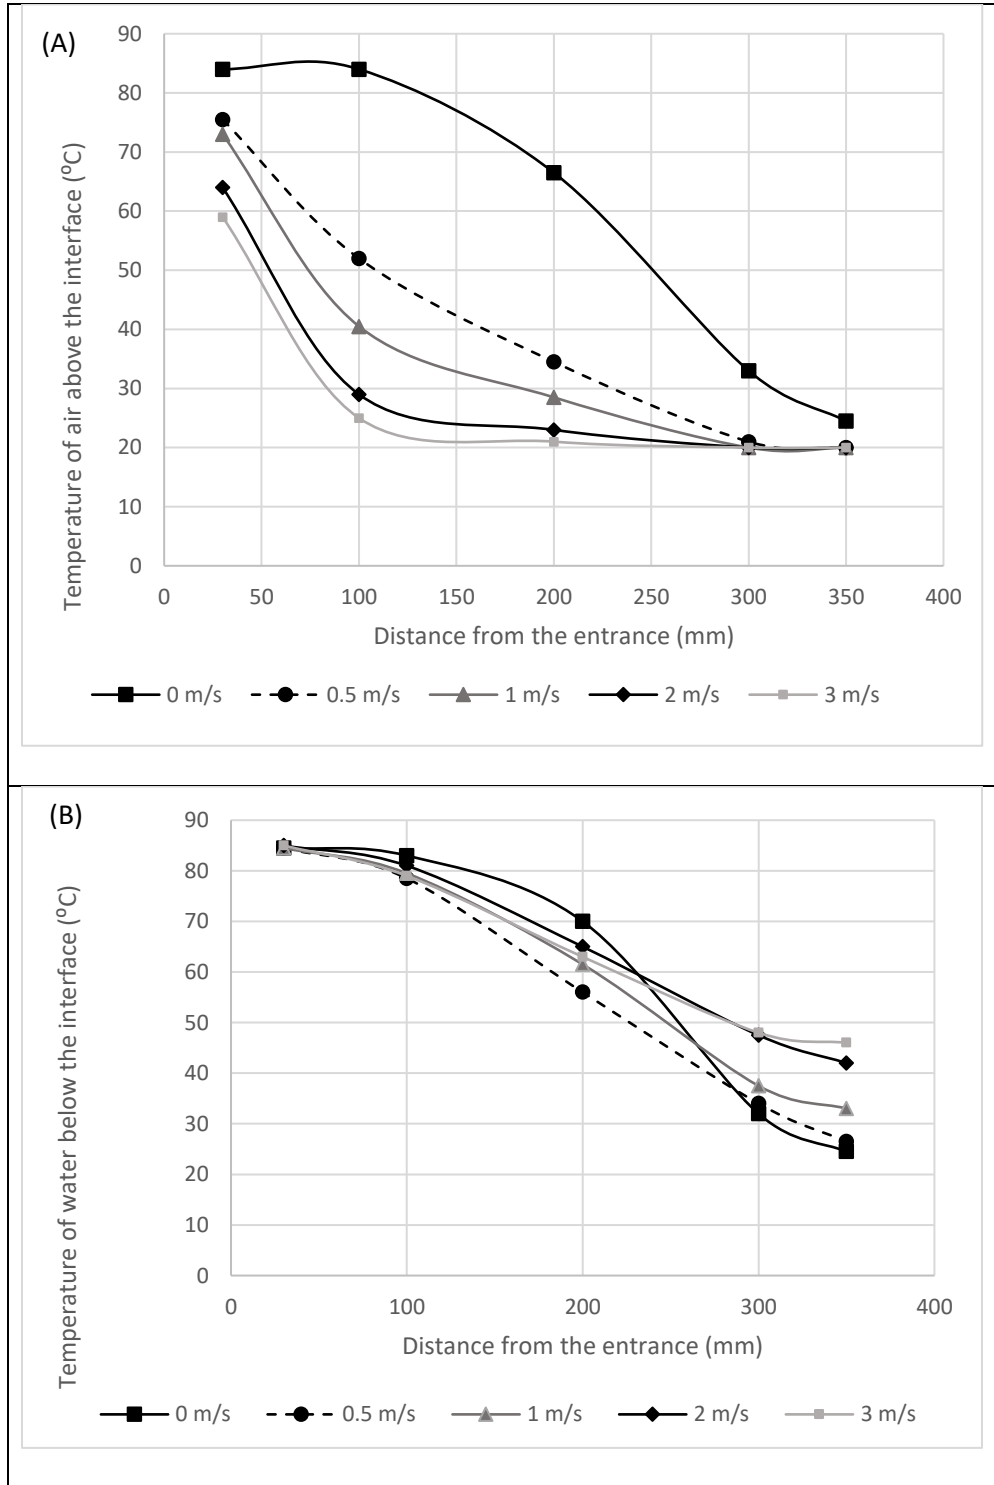 (A)
Temperature of air above the interface (⁰C)
90
80
70
60
50
40
30
20
10
0
0 50 100 150 200 250 300 350 400
Distance from the entrance (mm)
0 m/s 0.5 m/s 1 m/s 2 m/s 3 m/s
(B)
Temperature of water below the interface (⁰C)
90
80
70
60
50
40
30
20
10
0
0 100 200 300 400
Distance from the entrance (mm)
0 m/s 0.5 m/s 1 m/s 2 m/s 3 m/s